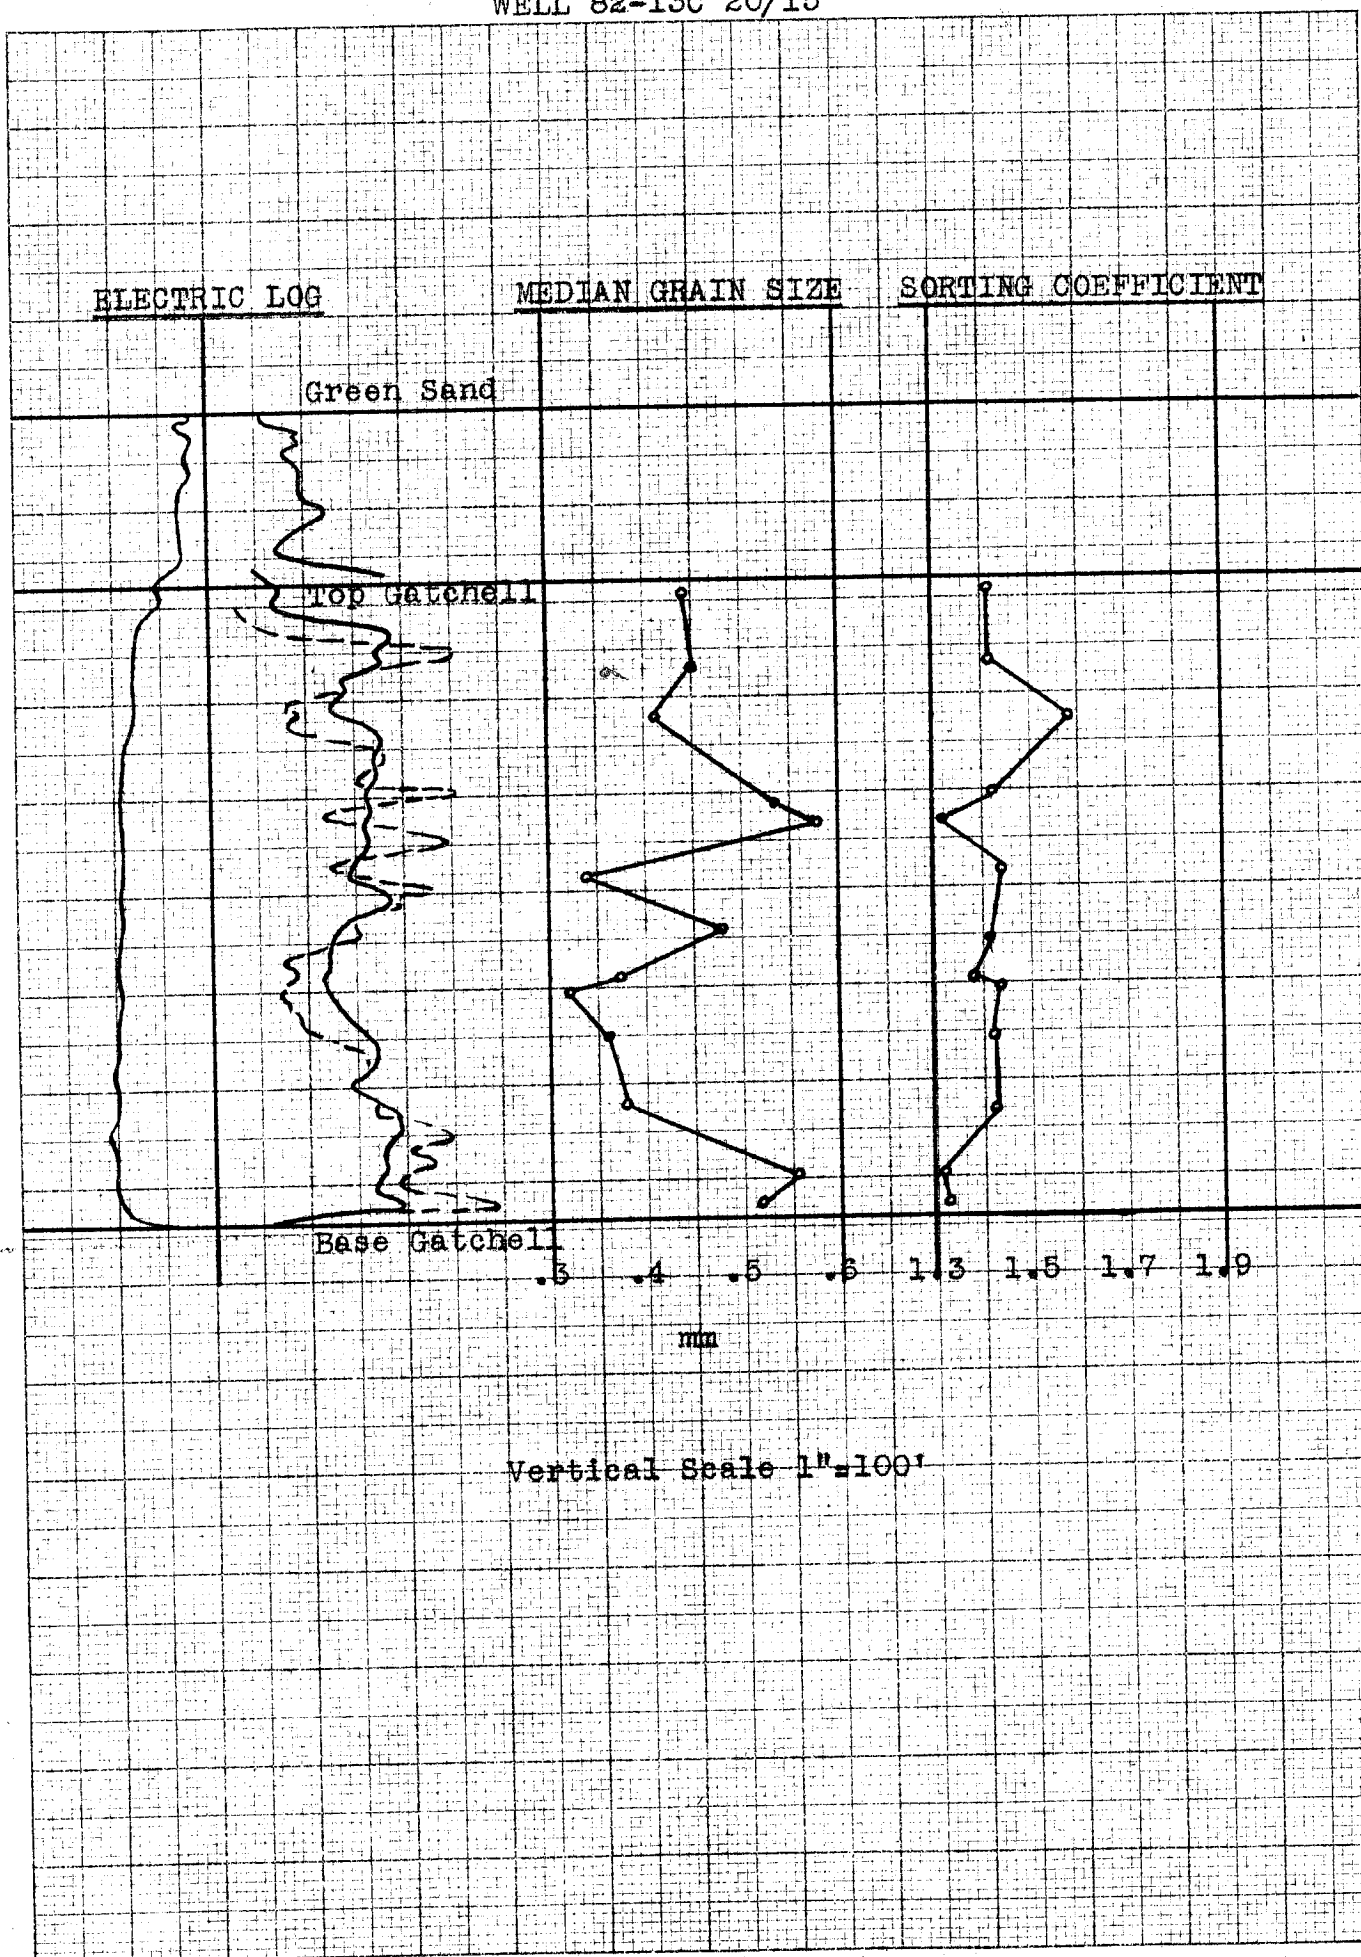 WELL 82-13C 20/15
ELECTRIC LOG MEDIAN GRAIN SIZE SORTING COEFFICIENT
Green Sand
Top Gatchell
Base Gatchell
.3 .4 .5 .6 1.3 1.5 1.7 1.9
mm
Vertical Scale 1"=100'